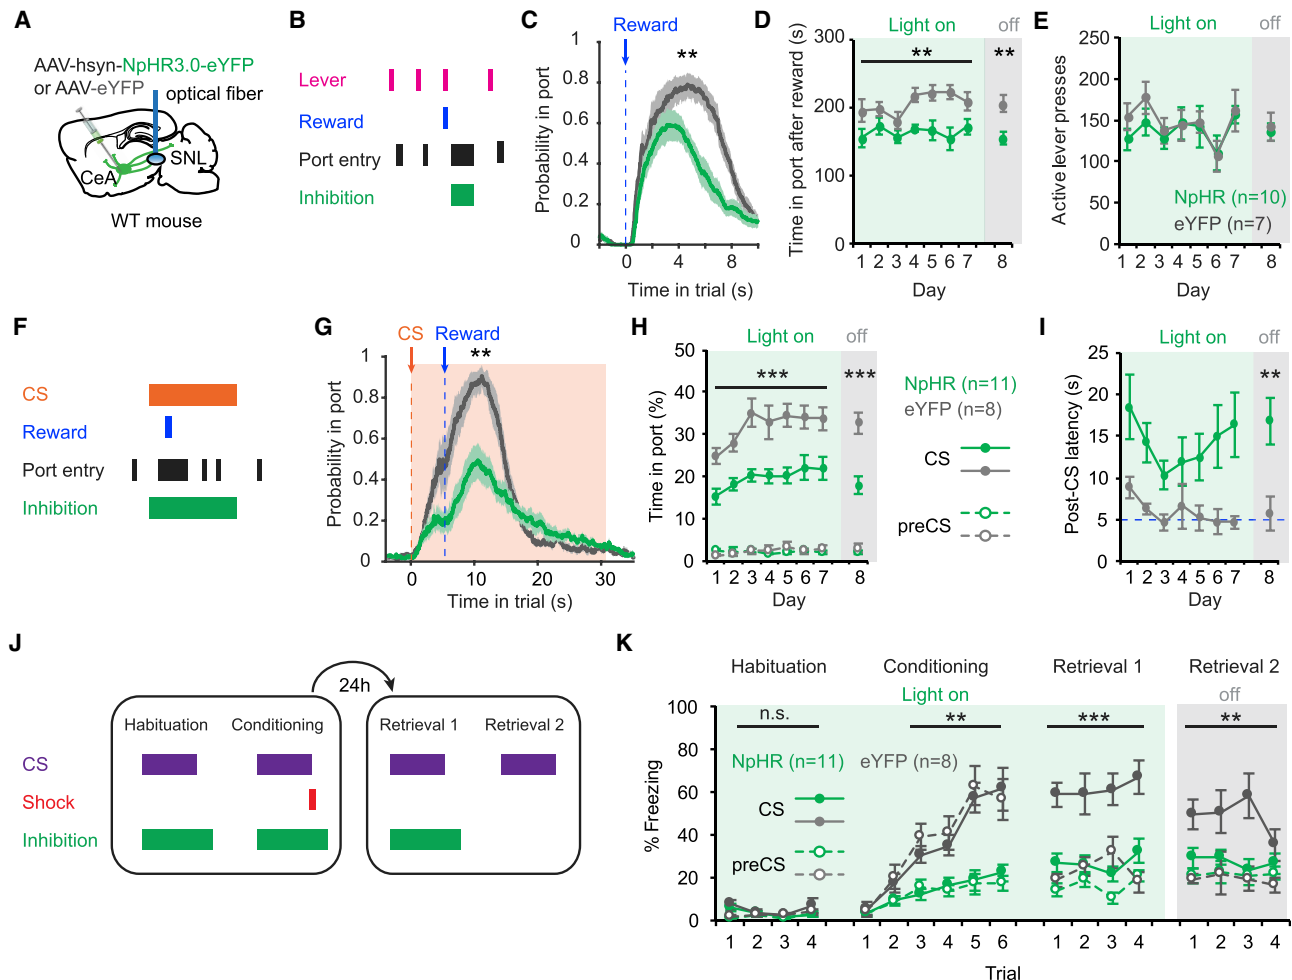 A
AAV-hsyn-NpHR3.0-eYFP
or AAV-eYFP
optical fiber
SNL
CeA
WT mouse
B
Lever
Reward
Port entry
Inhibition
C
Reward
**
Probability in port
1
0.8
0.6
0.4
0.2
0
0 4 8
Time in trial (s)
D
Light on off
** **
Time in port after reward (s)
300
200
100
0
1 2 3 4 5 6 7 8
Day
E
Light on off
Active lever presses
250
200
150
100
50
0
NpHR (n=10)
eYFP (n=7)
1 2 3 4 5 6 7 8
Day
F
CS
Reward
Port entry
Inhibition
G
CS Reward
**
Probability in port
1
0.8
0.6
0.4
0.2
0
0 10 20 30
Time in trial (s)
H
Light on off
*** ***
Time in port (%)
50
40
30
20
10
0
1 2 3 4 5 6 7 8
Day
NpHR (n=11)
eYFP (n=8)
CS
preCS
I
Light on off
**
Post-CS latency (s)
25
20
15
10
5
0
1 2 3 4 5 6 7 8
Day
J
24h
Habituation Conditioning Retrieval 1 Retrieval 2
CS
Shock
Inhibition
K
Habituation Conditioning Retrieval 1 Retrieval 2
Light on off
n.s. ** *** **
NpHR (n=11) eYFP (n=8)
CS
preCS
% Freezing
100
80
60
40
20
0
1 2 3 4 1 2 3 4 5 6 1 2 3 4 1 2 3 4
Trial